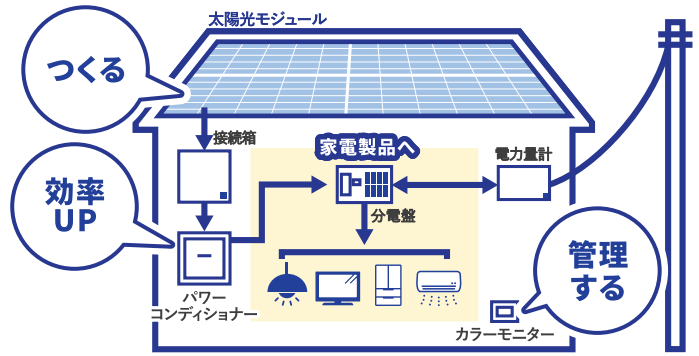 太陽光モジュール
つくる
接続箱
家電製品へ
電力量計
効率
UP
分電盤
管理
する
パワー
コンディショナー
カラーモニター